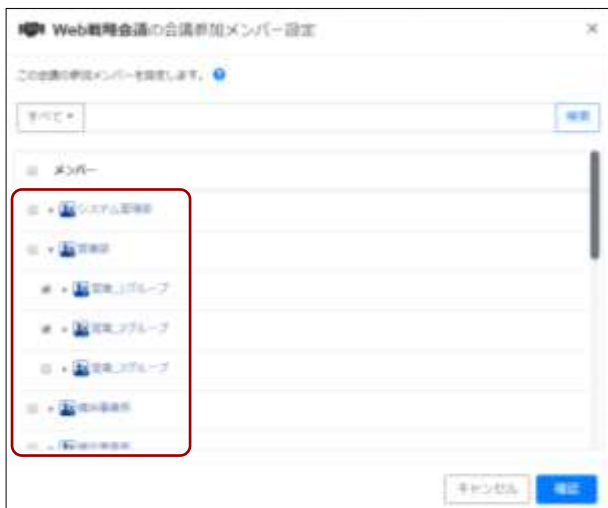 Web戦略会議の会議参加メンバー設定
この会議の参加メンバーを設定します。
すべて
検索
メンバー
システム管理部
営業部
営業_1グループ
営業_2グループ
営業_3グループ
キャンセル
確認